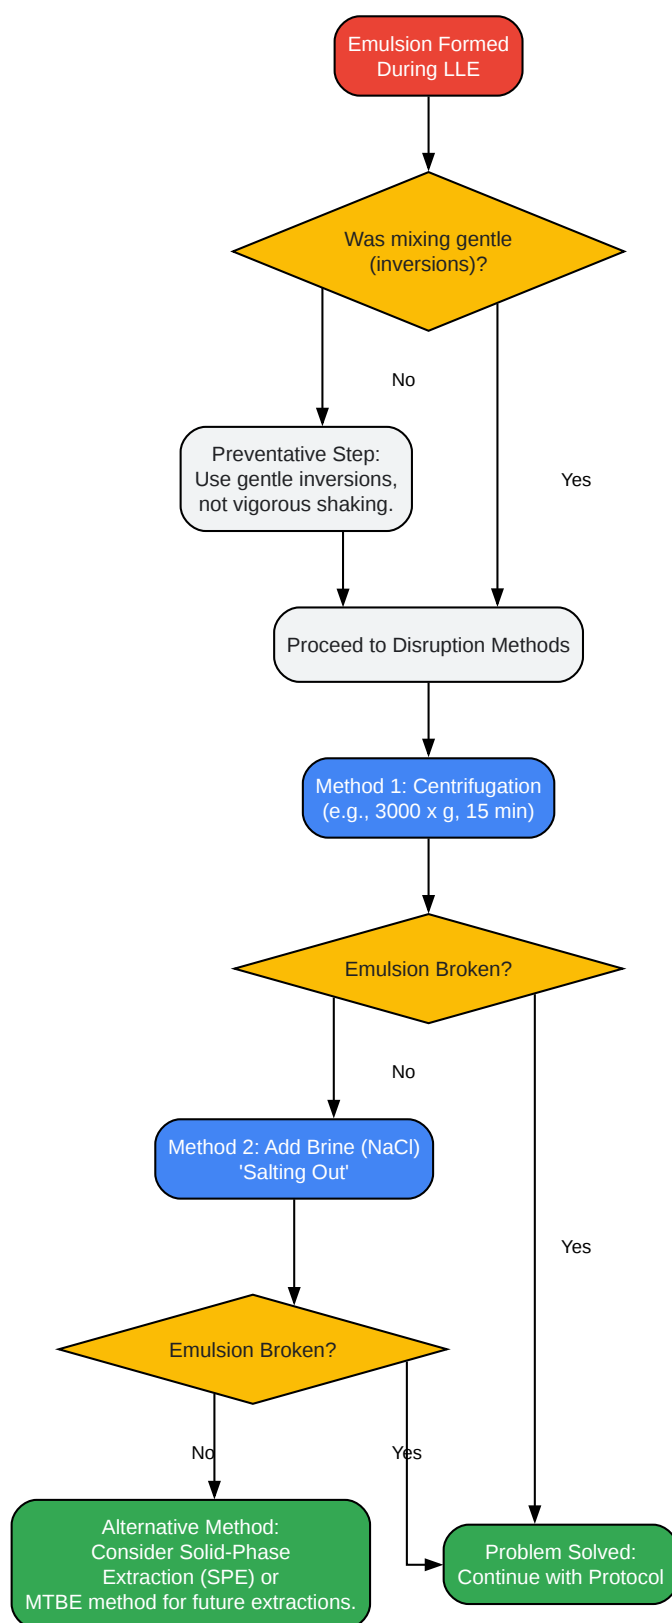 Emulsion Formed
During LLE
Was mixing gentle
(inversions)?
No
Preventative Step:
Use gentle inversions,
not vigorous shaking.
Yes
Proceed to Disruption Methods
Method 1: Centrifugation
(e.g., 3000 x g, 15 min)
Emulsion Broken?
No
Method 2: Add Brine (NaCl)
'Salting Out'
Yes
Emulsion Broken?
No
Yes
Alternative Method:
Consider Solid-Phase
Extraction (SPE) or
MTBE method for future extractions.
Problem Solved:
Continue with Protocol